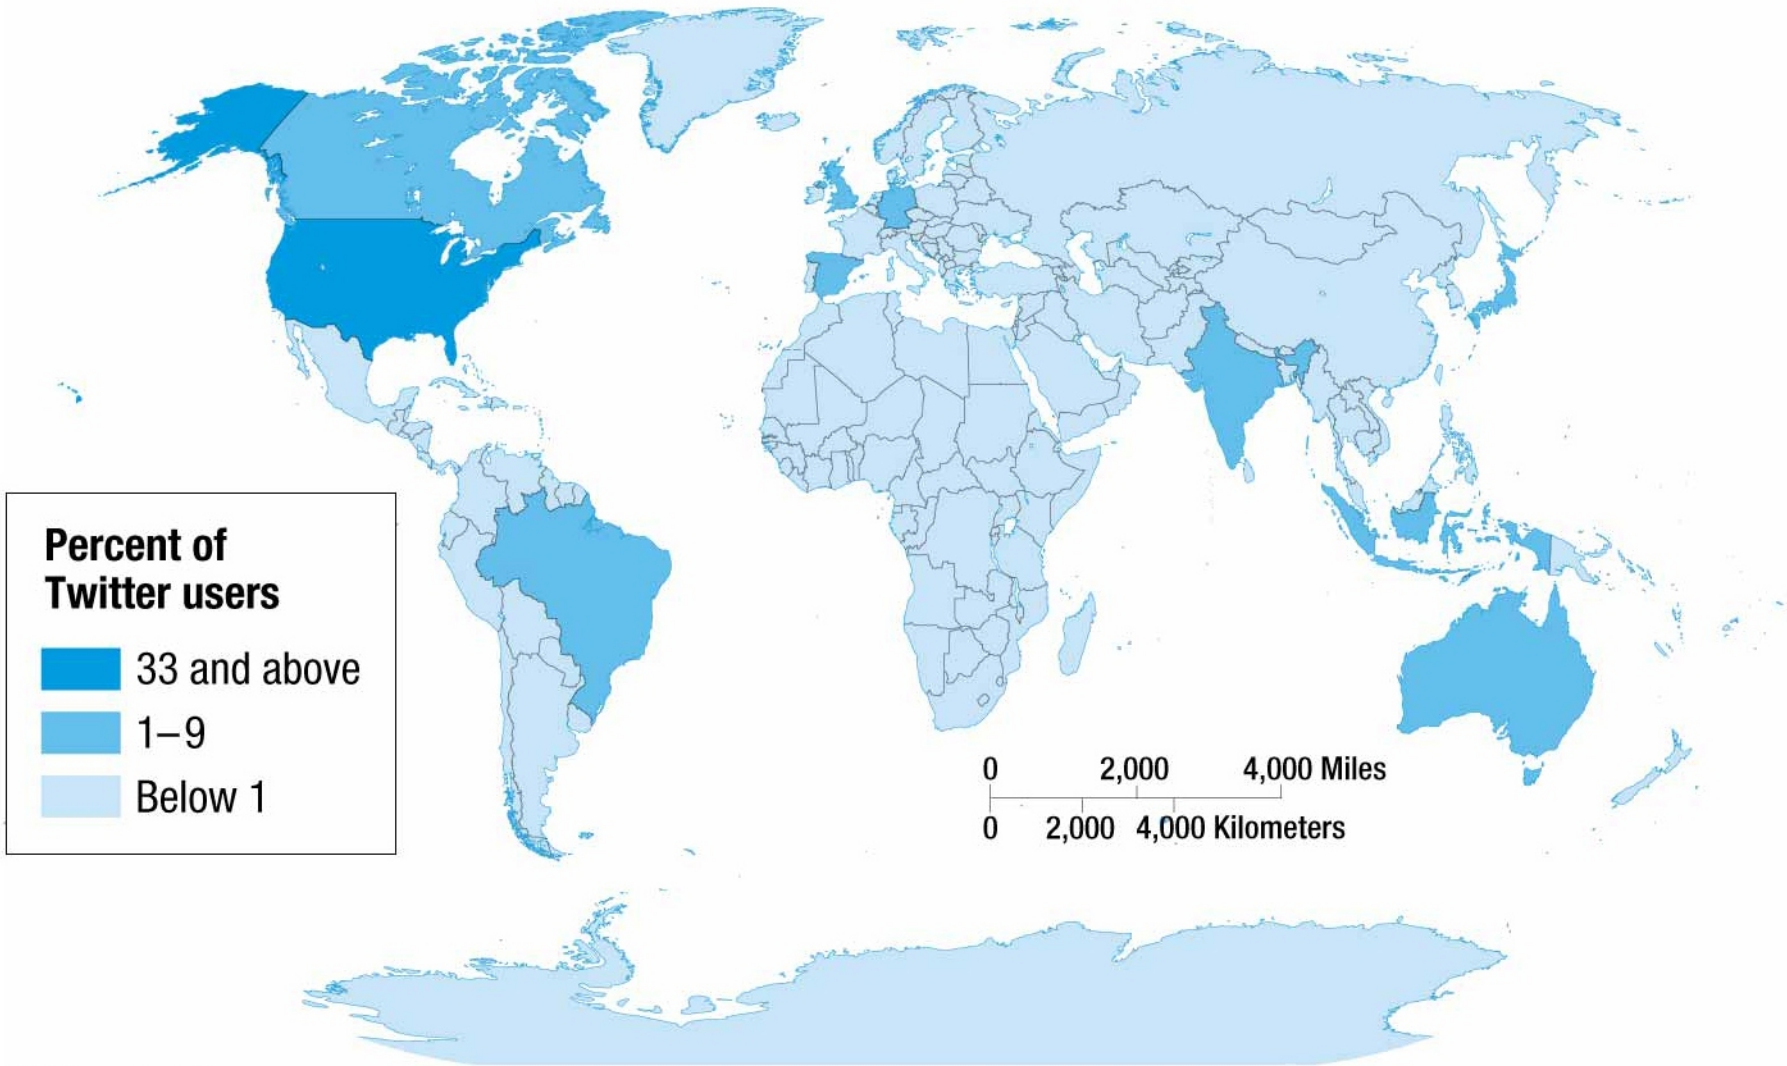 Percent of
Twitter users
33 and above
1–9
Below 1
0 2,000 4,000 Miles
0 2,000 4,000 Kilometers